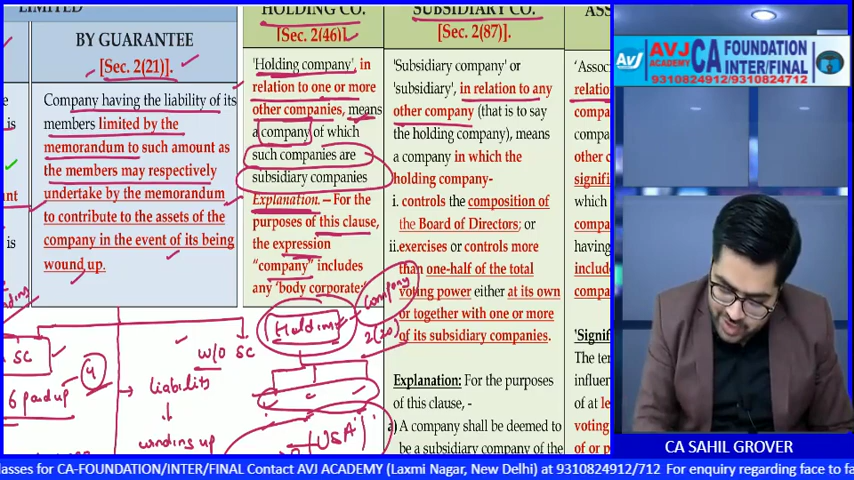 LIMITED
BY GUARANTEE
[Sec. 2(21)].
Company having the liability of its
members limited by the
memorandum to such amount as
the members may respectively
undertake by the memorandum
to contribute to the assets of the
company in the event of its being
wound up.
HOLDING CO.
[Sec. 2(46)]
'Holding company', in
relation to one or more
other companies, means
a company of which
such companies are
subsidiary companies
Explanation.—For the
purposes of this clause,
the expression
"company" includes
any 'body corporate'
SUBSIDIARY CO.
[Sec. 2(87)].
'Subsidiary company' or
'subsidiary', in relation to any
other company (that is to say
the holding company), means
a company in which the
holding company-
i. controls the composition of
the Board of Directors; or
ii.exercises or controls more
than one-half of the total
voting power either at its own
or together with one or more
of its subsidiary companies.
Explanation: For the purposes
of this clause, -
a) A company shall be deemed to
be a subsidiary company of the
ASS
'Assoc
relation
compa
compa
other c
signifi
which
compa
having
include
compa
'Signif
The ter
influen
of at le
voting
of or p
SC
6 paid up
4
w/o SC
liability
winding up
Holding
company
2(20)
(USA)
AVJ
AVJ
ACADEMY
CA
FOUNDATION
INTER/FINAL
9310824912/9310824712
CA SAHIL GROVER
lasses for CA-FOUNDATION/INTER/FINAL Contact AVJ ACADEMY (Laxmi Nagar, New Delhi) at 9310824912/712 For enquiry regarding face to fa